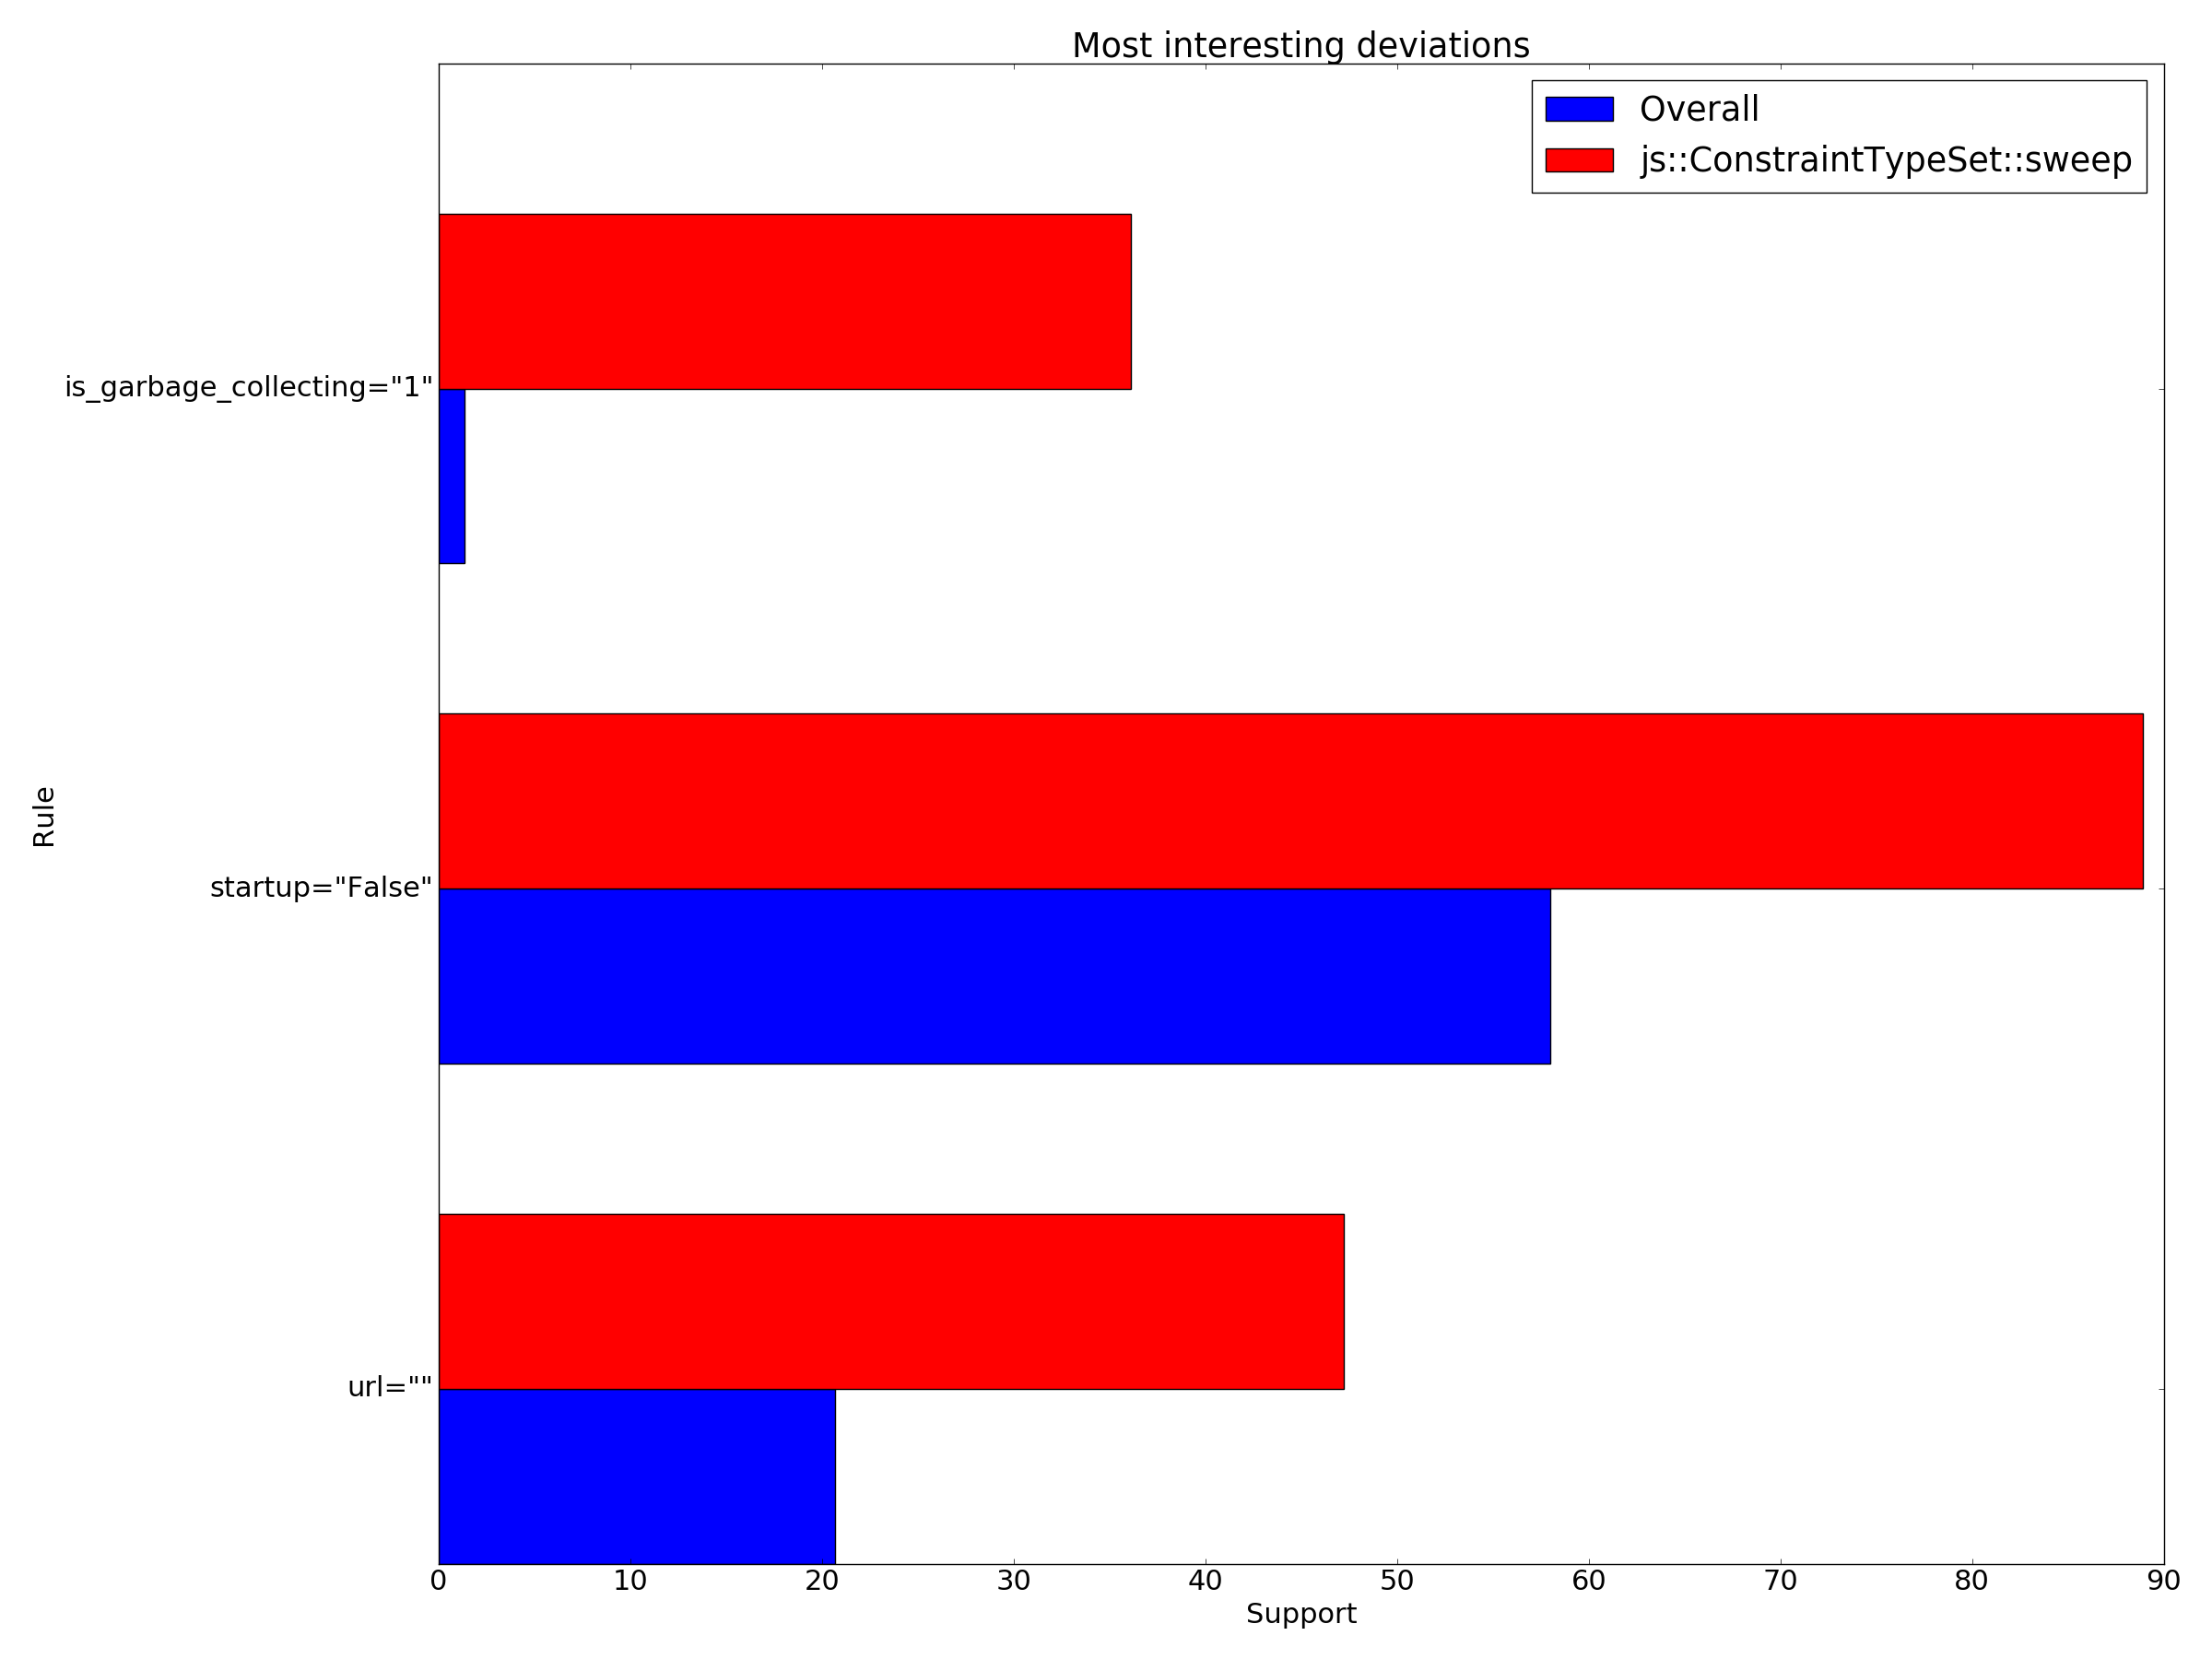 Most interesting deviations
Overall
js::ConstraintTypeSet::sweep
is_garbage_collecting="1"
startup="False"
url=""
Rule
0 10 20 30 40 50 60 70 80 90
Support